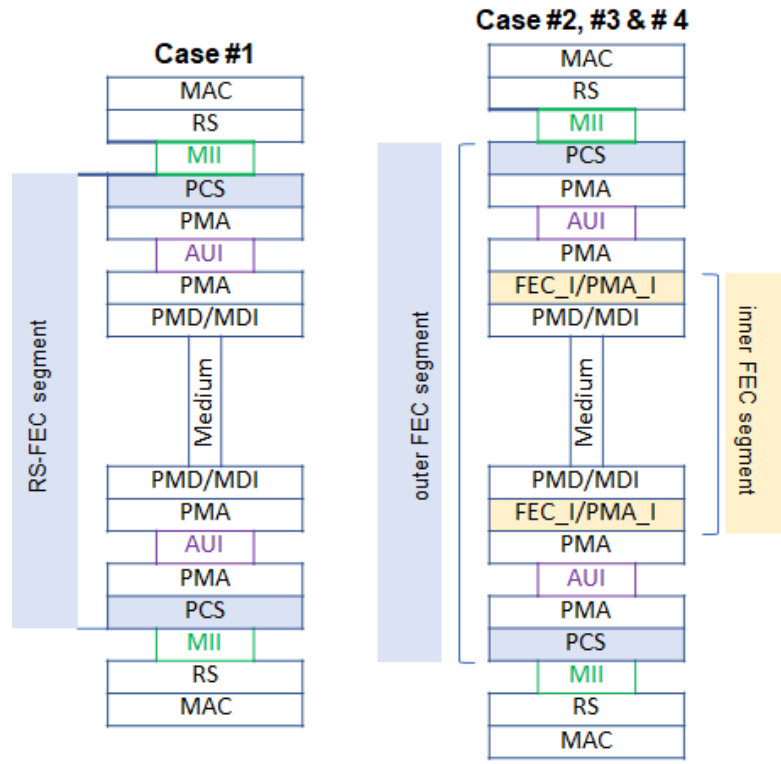 Case #1
MAC
RS
MII
PCS
PMA
AUI
PMA
PMD/MDI
Medium
PMD/MDI
PMA
AUI
PMA
PCS
MII
RS
MAC
RS-FEC segment
Case #2, #3 & # 4
MAC
RS
MII
PCS
PMA
AUI
PMA
FEC_I/PMA_I
PMD/MDI
Medium
PMD/MDI
FEC_I/PMA_I
PMA
AUI
PMA
PCS
MII
RS
MAC
outer FEC segment
inner FEC segment